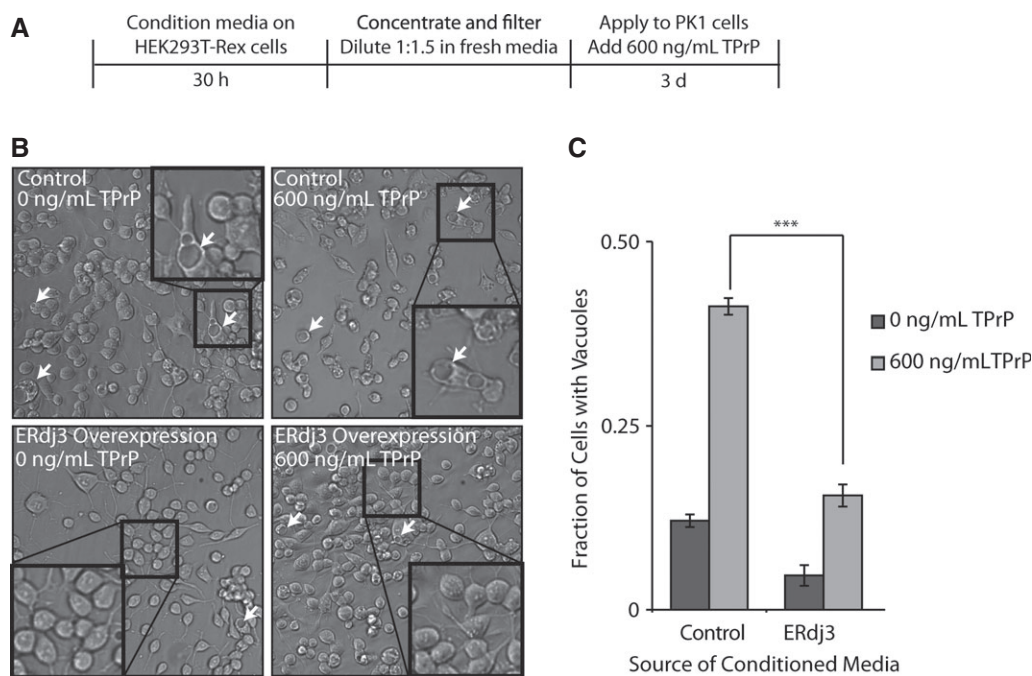 A
Condition media on
HEK293T-Rex cells
30 h
Concentrate and filter
Dilute 1:1.5 in fresh media
Apply to PK1 cells
Add 600 ng/mL TPrP
3 d
B
Control
0 ng/mL TPrP
Control
600 ng/mL TPrP
ERdj3 Overexpression
0 ng/mL TPrP
ERdj3 Overexpression
600 ng/mL TPrP
C
***
0.50
0.25
0
Fraction of Cells with Vacuoles
Control
ERdj3
Source of Conditioned Media
0 ng/mL TPrP
600 ng/mLTPrP